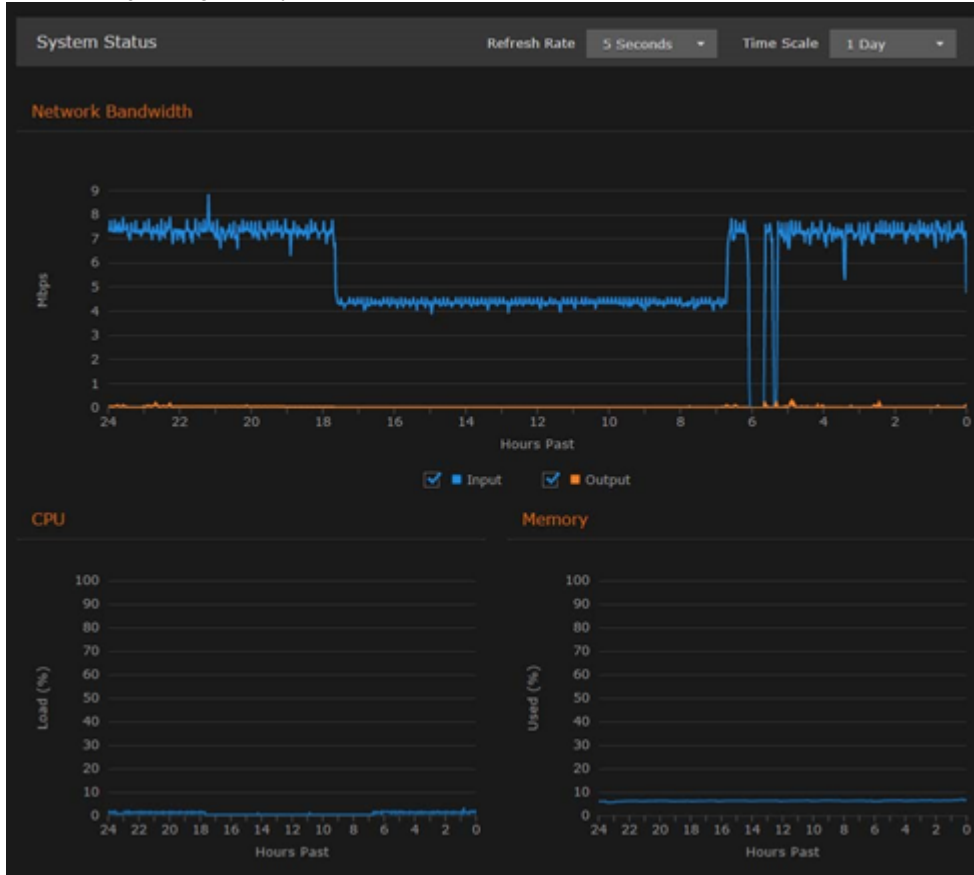 System Status Refresh Rate 5 Seconds Time Scale 1 Day
Network Bandwidth
9
8
7
6
5
4
3
2
1
0
Mbps
24 22 20 18 16 14 12 10 8 6 4 2 0
Hours Past
Input Output
CPU
100
90
80
70
60
50
40
30
20
10
0
Load (%)
24 22 20 18 16 14 12 10 8 6 4 2 0
Hours Past
Memory
100
90
80
70
60
50
40
30
20
10
0
Used (%)
24 22 20 18 16 14 12 10 8 6 4 2 0
Hours Past